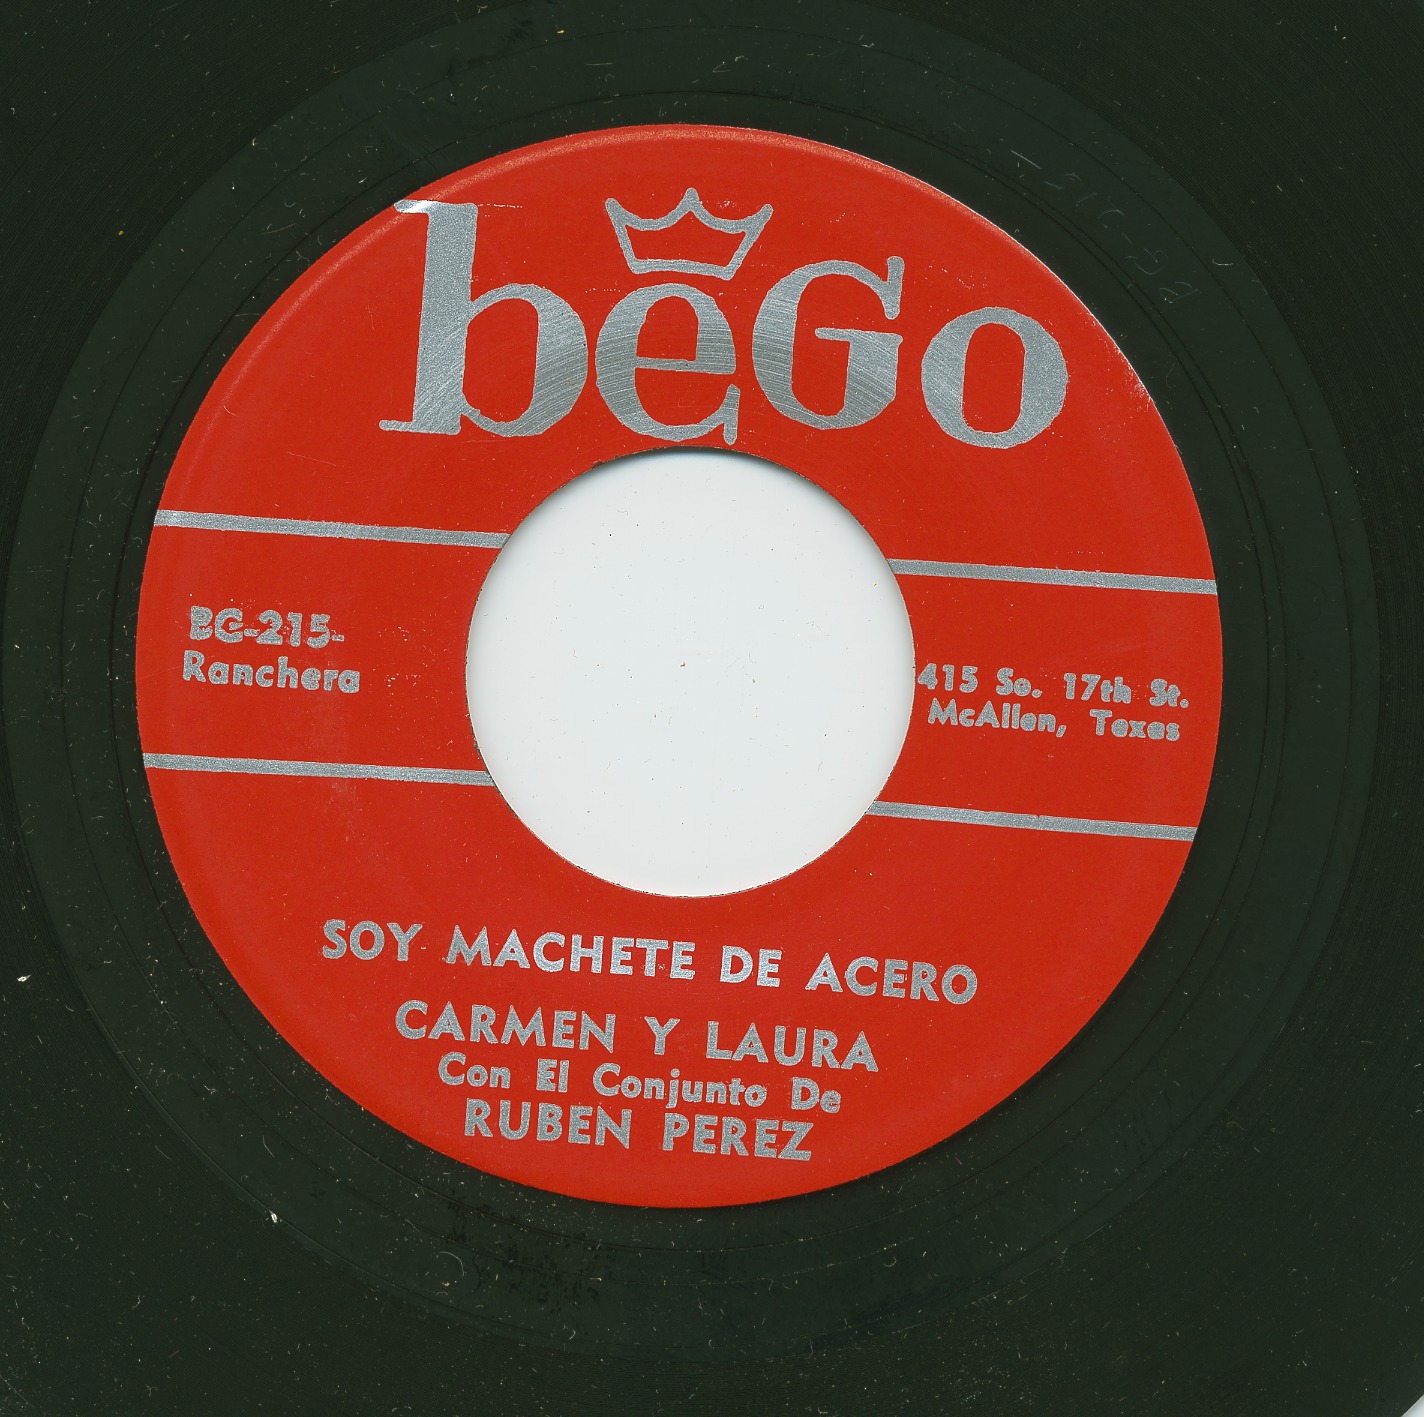 beGo
BG-215-
Ranchera
415 So. 17th St.
McAllen, Texas
SOY MACHETE DE ACERO
CARMEN Y LAURA
Con El Conjunto De
RUBEN PEREZ